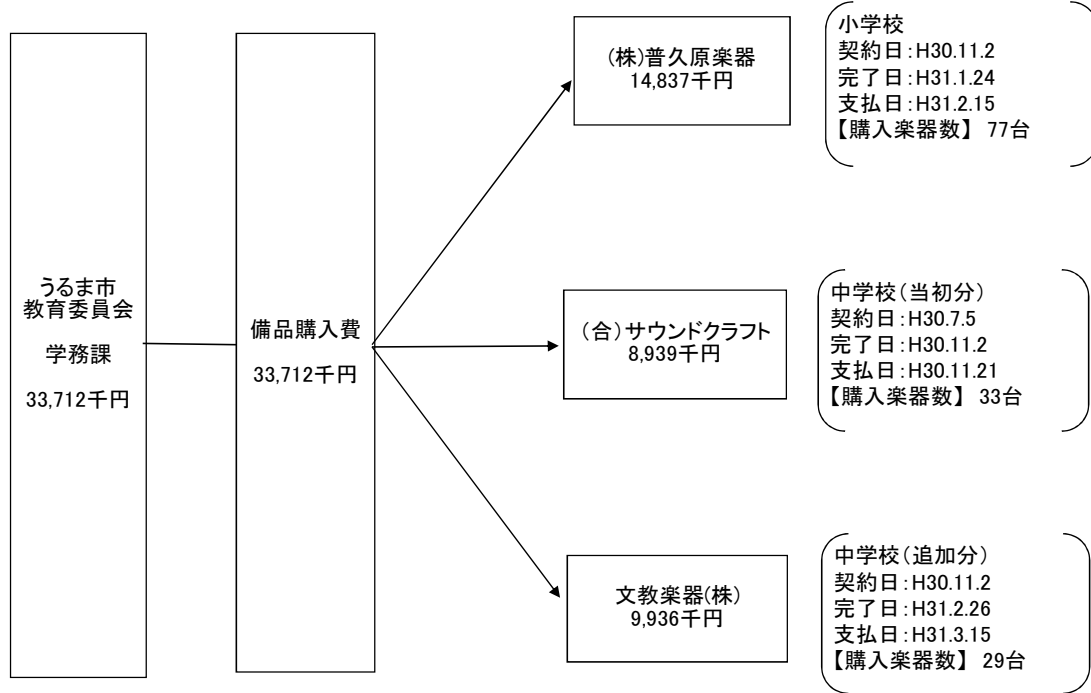 うるま市
教育委員会
学務課
33,712千円
備品購入費
33,712千円
(株)普久原楽器
14,837千円
小学校
契約日:H30.11.2
完了日:H31.1.24
支払日:H31.2.15
【購入楽器数】 77台
(合)サウンドクラフト
8,939千円
中学校(当初分)
契約日:H30.7.5
完了日:H30.11.2
支払日:H30.11.21
【購入楽器数】 33台
文教楽器(株)
9,936千円
中学校(追加分)
契約日:H30.11.2
完了日:H31.2.26
支払日:H31.3.15
【購入楽器数】 29台